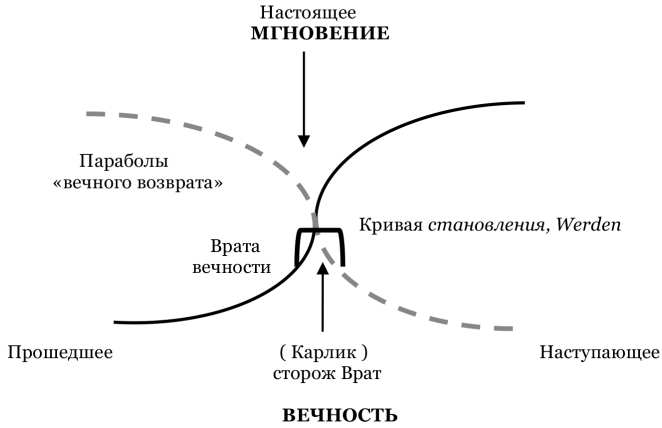 Настоящее
МГНОВЕНИЕ
Параболы
«вечного возврата»
Кривая становления, Werden
Врата
вечности
Прошедшее
( Карлик )
сторож Врат
Наступающее
ВЕЧНОСТЬ